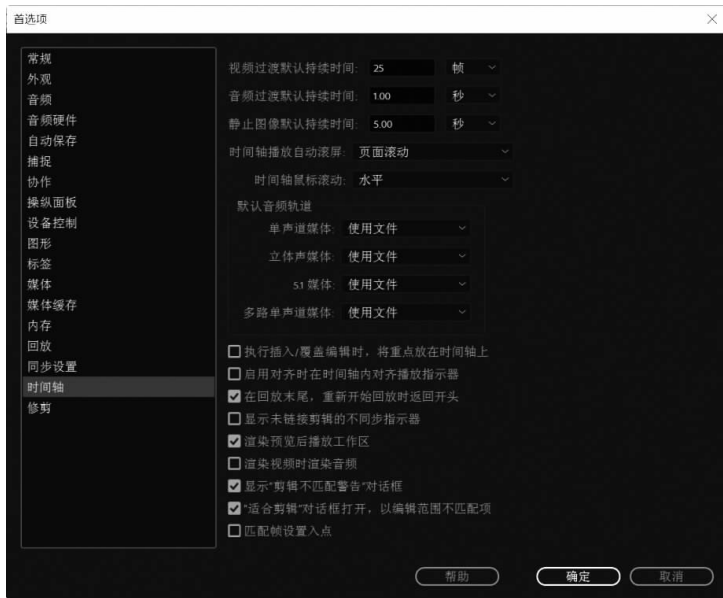 首选项
常规
外观
音频
音频硬件
自动保存
捕捉
协作
操纵面板
设备控制
图形
标签
媒体
媒体缓存
内存
回放
同步设置
时间轴
修剪
视频过渡默认持续时间: 25 帧
音频过渡默认持续时间: 1.00 秒
静止图像默认持续时间: 5.00 秒
时间轴播放自动滚屏: 页面滚动
时间轴鼠标滚动: 水平
默认音频轨道
单声道媒体: 使用文件
立体声媒体: 使用文件
5.1 媒体: 使用文件
多路单声道媒体: 使用文件
执行插入/覆盖编辑时，将重点放在时间轴上
启用对齐时在时间轴内对齐播放指示器
在回放末尾，重新开始回放时返回开头
显示未链接剪辑的不同步指示器
渲染预览后播放工作区
渲染视频时渲染音频
显示"剪辑不匹配警告"对话框
"适合剪辑"对话框打开，以编辑范围不匹配项
匹配帧设置入点
帮助 确定 取消